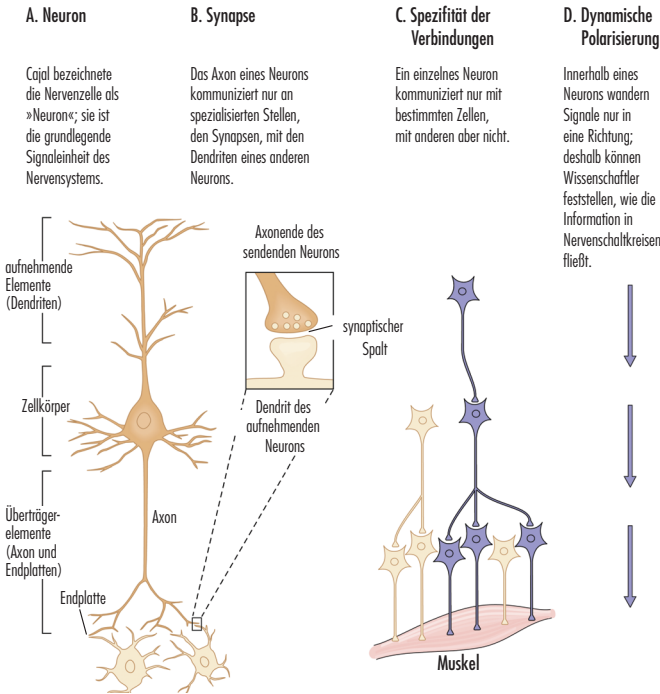 A. Neuron
Cajal bezeichnete
die Nervenzelle als
»Neuron«; sie ist
die grundlegende
Signaleinheit des
Nervensystems.
B. Synapse
Das Axon eines Neurons
kommuniziert nur an
spezialisierten Stellen,
den Synapsen, mit den
Dendriten eines anderen
Neurons.
C. Spezifität der
Verbindungen
Ein einzelnes Neuron
kommuniziert nur mit
bestimmten Zellen,
mit anderen aber nicht.
D. Dynamische
Polarisierung
Innerhalb eines
Neurons wandern
Signale nur in
eine Richtung;
deshalb können
Wissenschaftler
feststellen, wie die
Information in
Nervenschaltkreisen
fließt.
aufnehmende
Elemente
(Dendriten)
Zellkörper
Überträger-
elemente
(Axon und
Endplatten)
Axon
Endplatte
Axonende des
sendenden Neurons
synaptischer
Spalt
Dendrit des
aufnehmenden
Neurons
Muskel